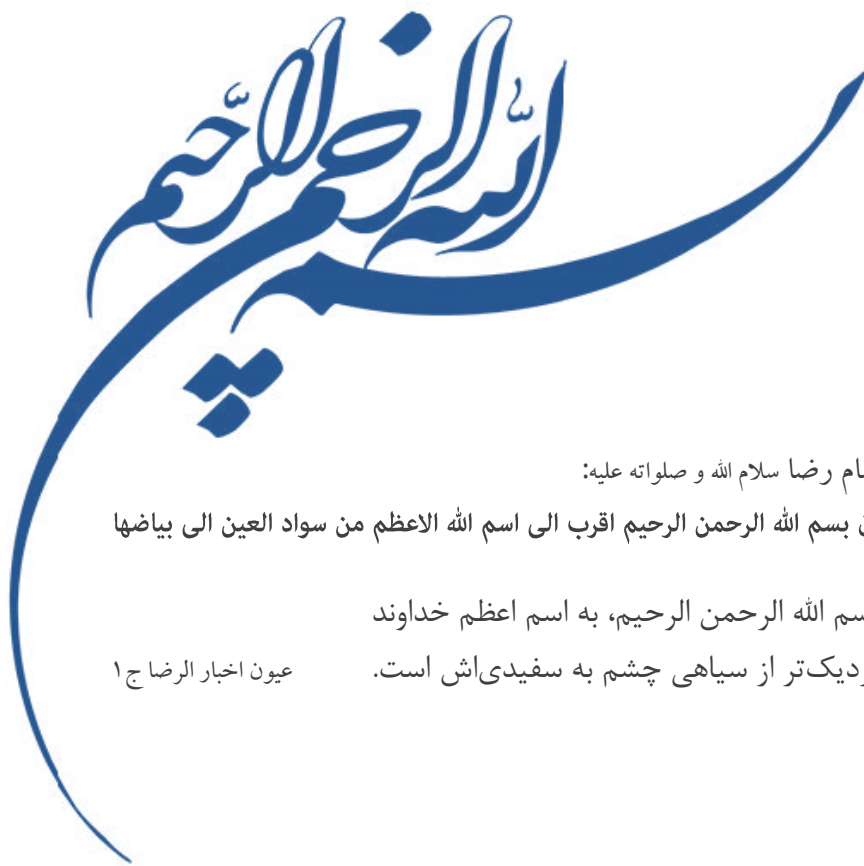 بسم الله الرحمن الرحیم
رضا سلام الله و صلواته علیه:
بسم الله الرحمن الرحیم اقرب الی اسم الله الاعظم من سواد العین الی بیاضها
الله الرحمن الرحیم، به اسم اعظم خداوند
از سیاهی چشم به سفیدی‌اش است.
عیون اخبار الرضا ج۱